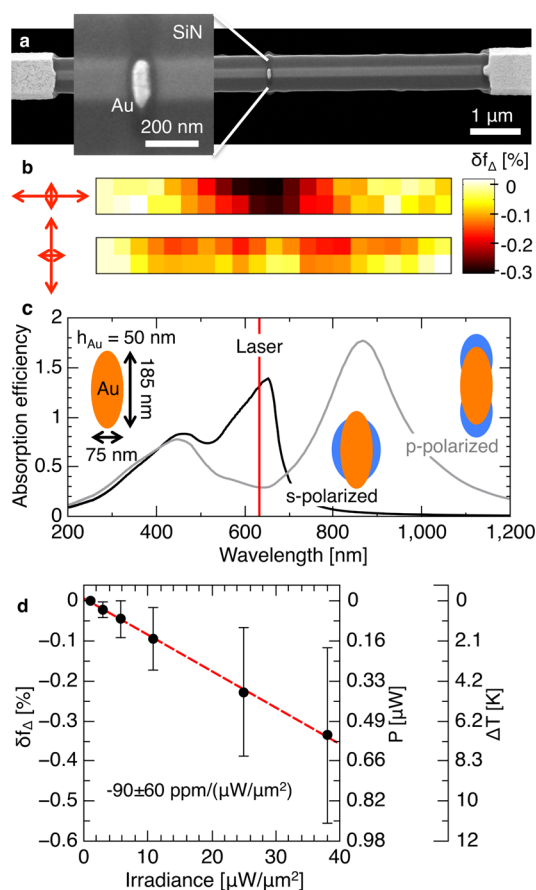 a
SiN
Au
200 nm
1 µm
b
δf_Δ [%]
0
-0.1
-0.2
-0.3
c
Absorption efficiency
2
1.5
1
0.5
0
h_Au = 50 nm
Au
185 nm
75 nm
Laser
s-polarized
p-polarized
200
400
600
800
1,000
1,200
Wavelength [nm]
d
δf_Δ [%]
0
−0.1
−0.2
−0.3
−0.4
−0.5
−0.6
-90±60 ppm/(µW/µm²)
0
10
20
30
40
Irradiance [µW/µm²]
P [µW]
0
0.16
0.33
0.49
0.66
0.82
0.98
ΔT [K]
0
2.1
4.2
6.2
8.3
10
12